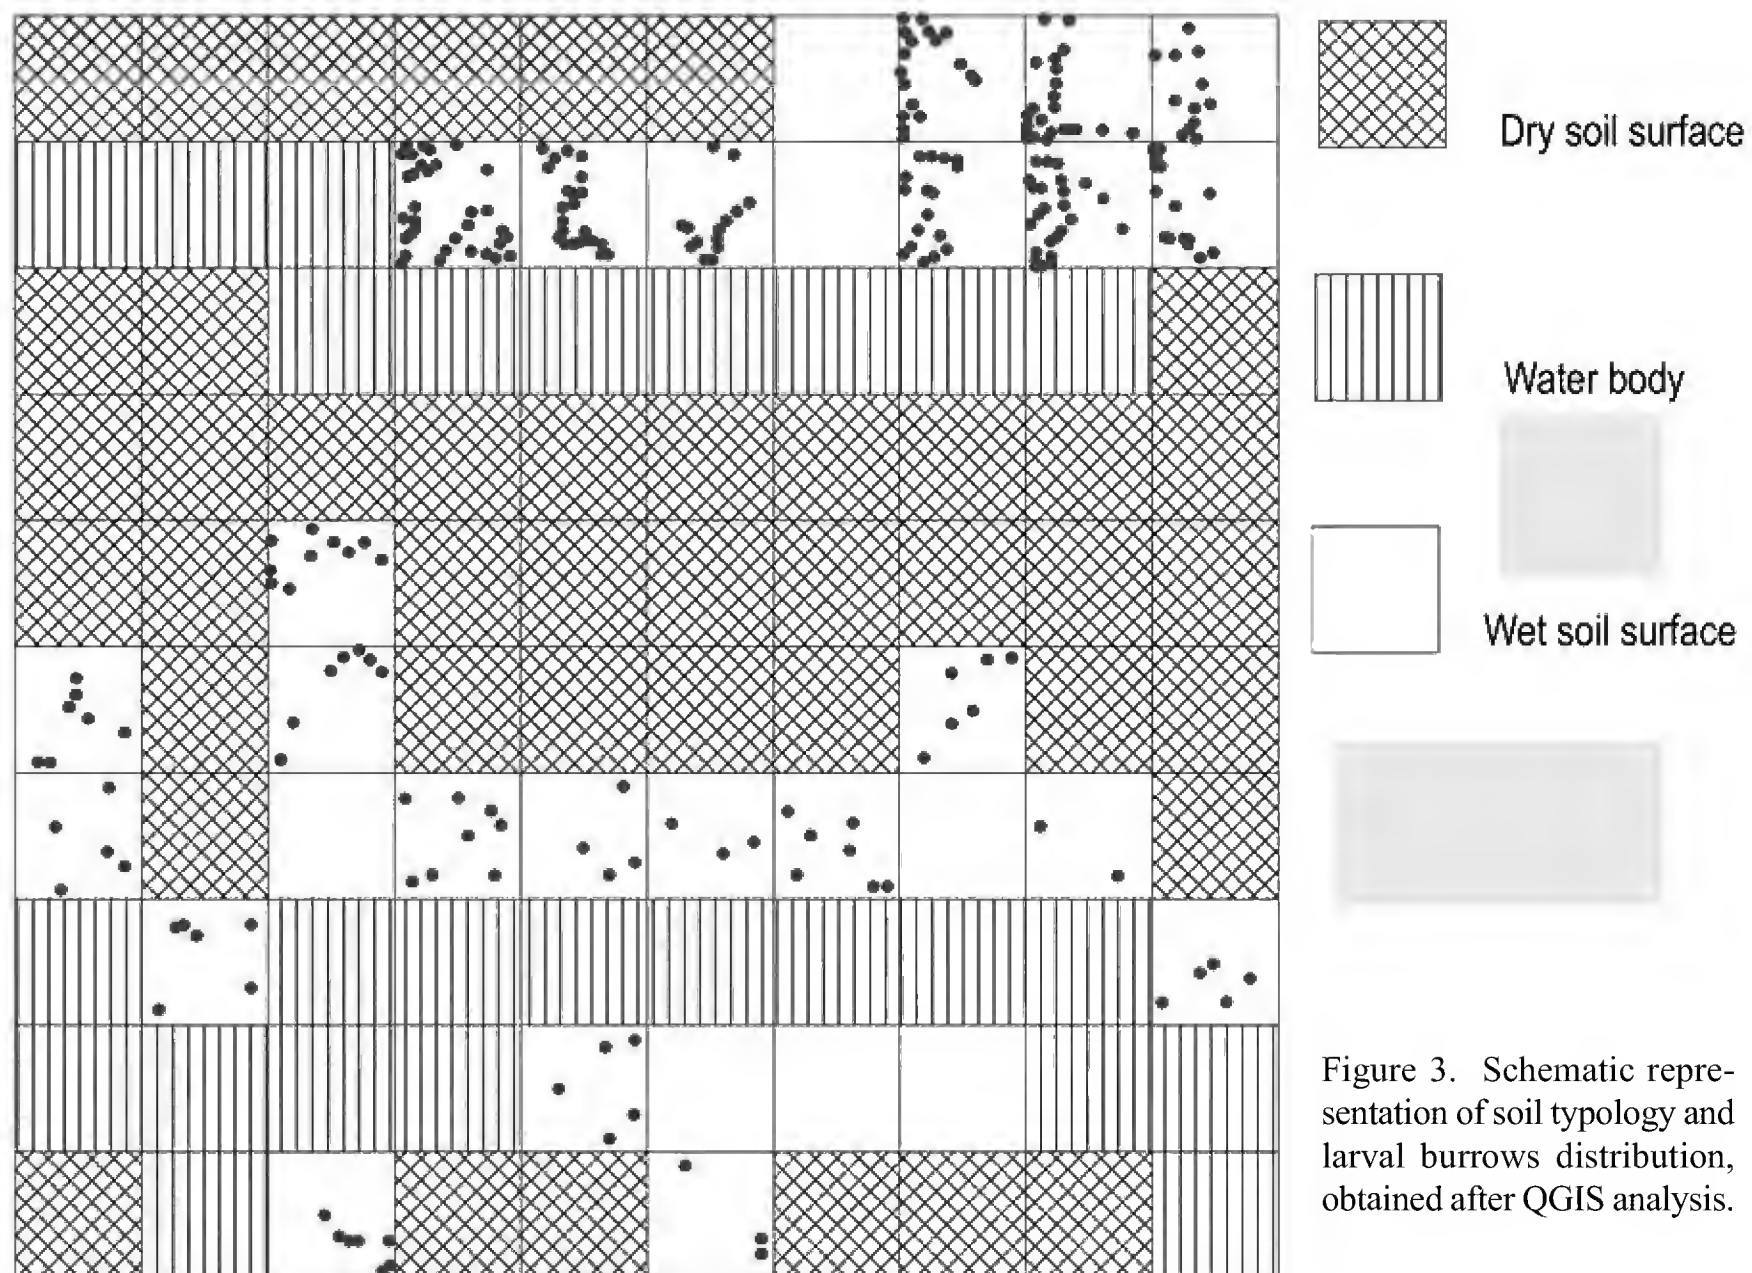 Dry soil surface
Water body
Wet soil surface
Figure 3. Schematic repre-
sentation of soil typology and
larval burrows distribution,
obtained after QGIS analysis.